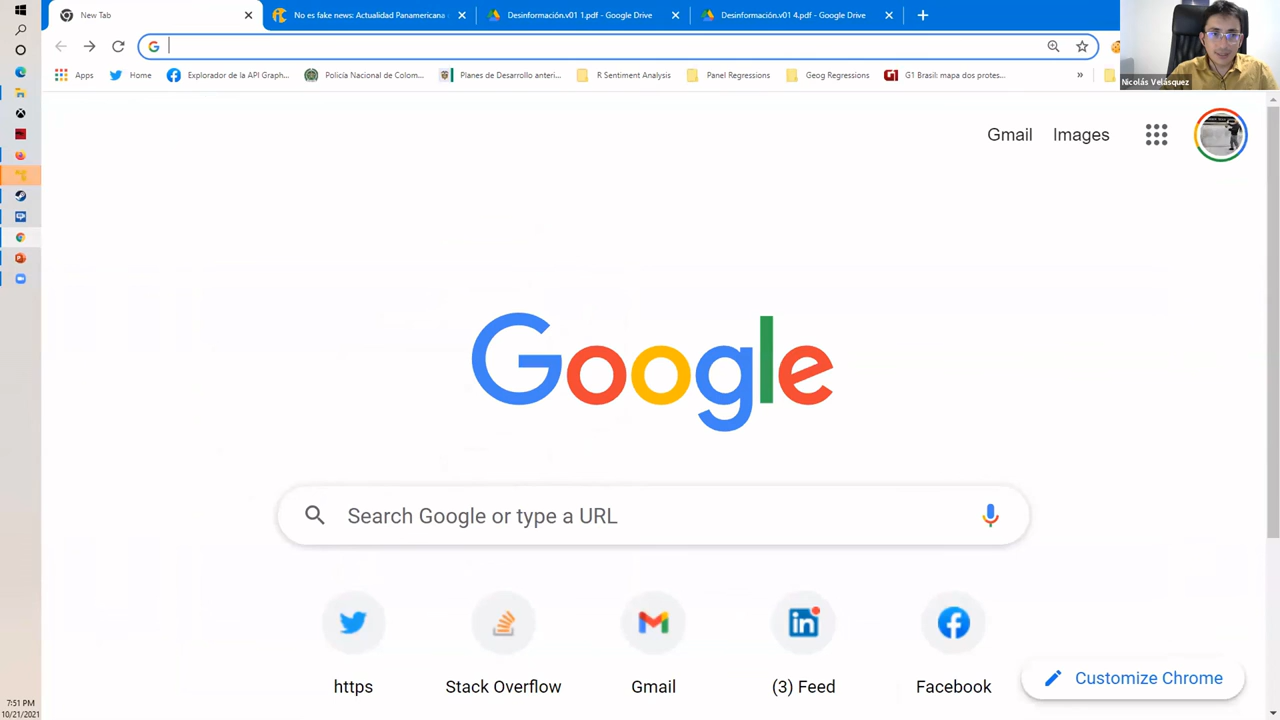 New Tab
No es fake news: Actualidad Panamericana
Desinformación.v01 1.pdf - Google Drive
Desinformación.v01 4.pdf - Google Drive
Apps
Home
Explorador de la API Graph...
Policía Nacional de Colom...
Planes de Desarrollo anteri...
R Sentiment Analysis
Panel Regressions
Geog Regressions
G1 Brasil: mapa dos protes...
»
Nicolás Velásquez
Gmail
Images
Google
Search Google or type a URL
https
Stack Overflow
Gmail
(3) Feed
Facebook
Customize Chrome
7:51 PM
10/21/2021